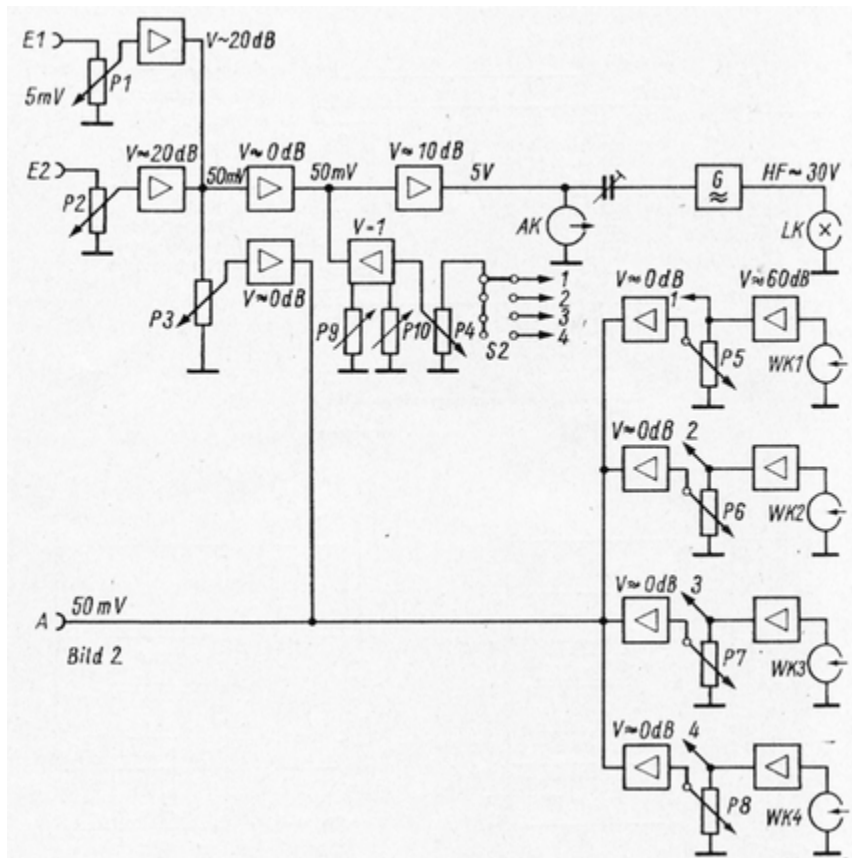 E1
V~20dB
5mV
P1
E2
V≈20dB
50mV
V≈0dB
50mV
V≈10dB
5V
G
HF≈30V
P2
AK
LK
V=1
P3
V≈0dB
P9
P10
P4
S2
1
2
3
4
V≈0dB
1
V≈60dB
P5
WK1
V≈0dB 2
P6
WK2
A
50mV
V≈0dB 3
P7
WK3
Bild 2
V≈0dB 4
P8
WK4